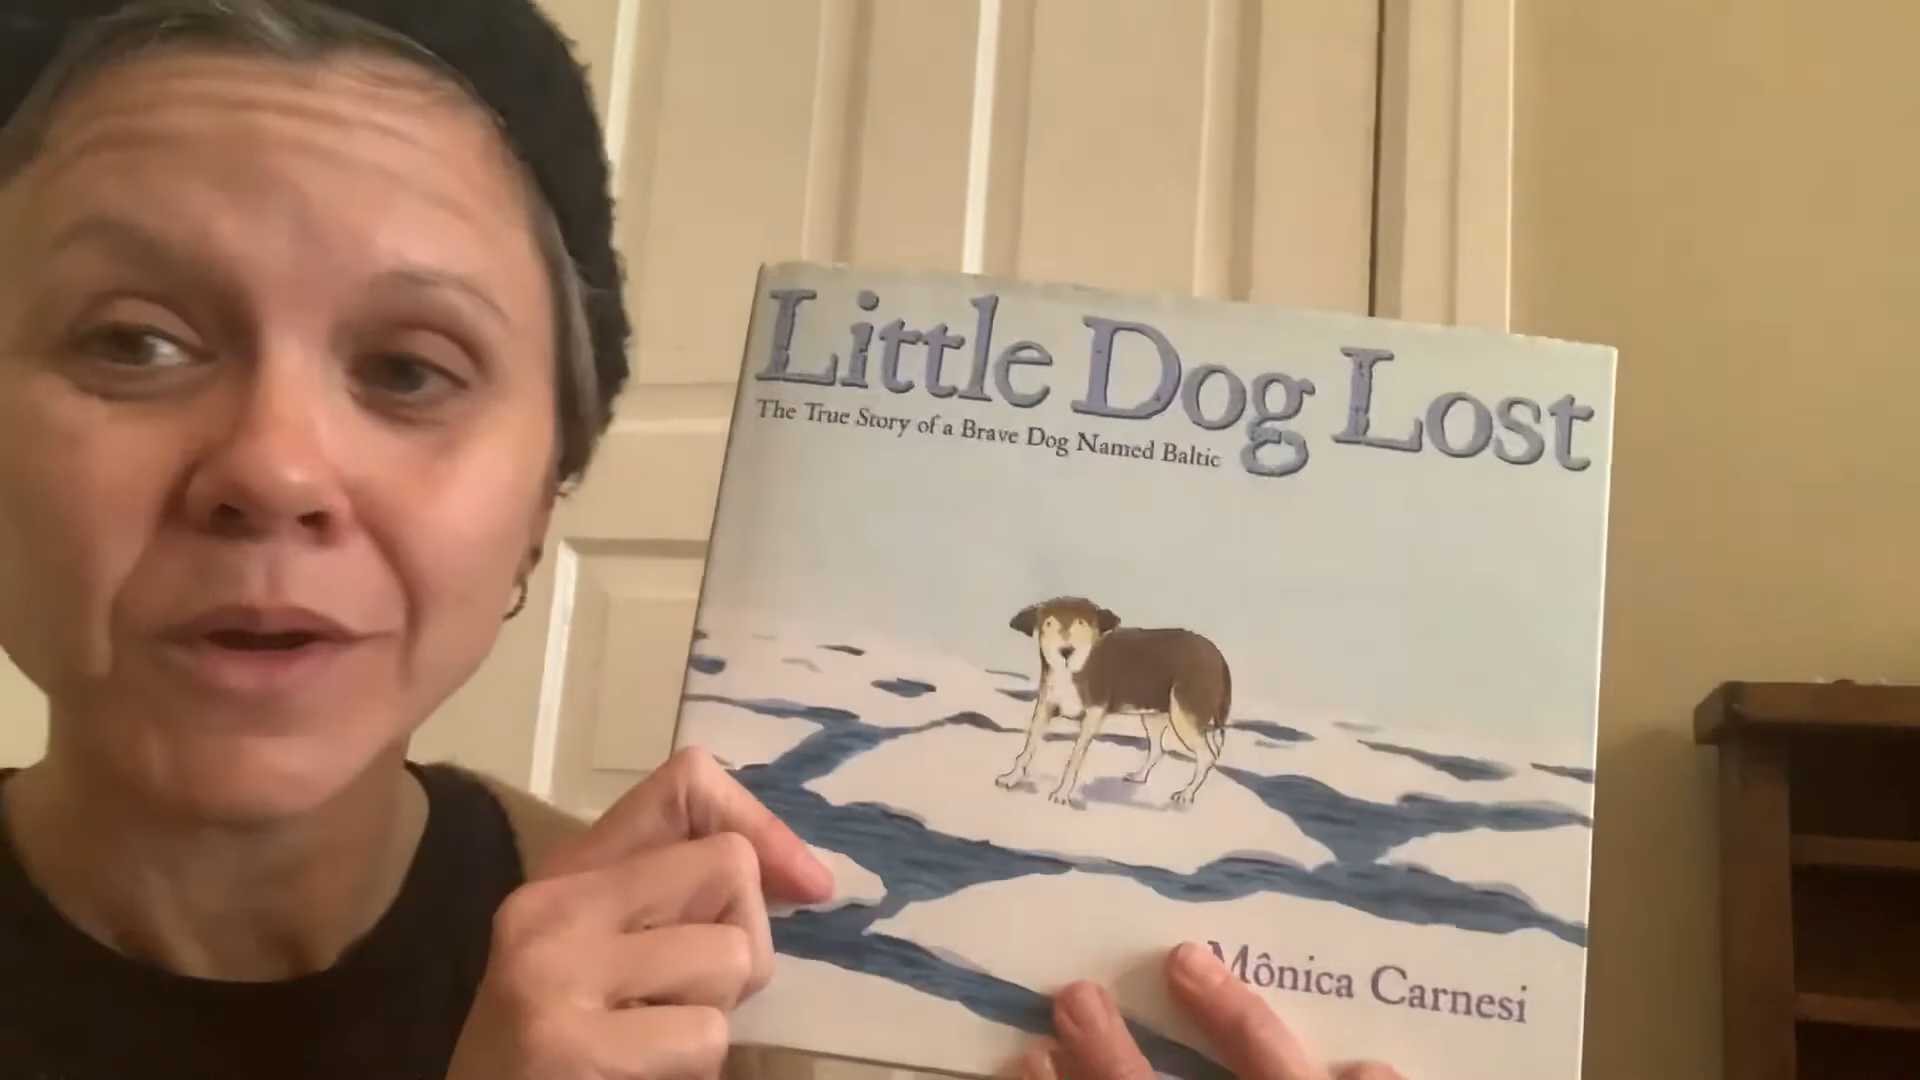 Little Dog Lost
The True Story of a Brave Dog Named Baltic
Mônica Carnesi